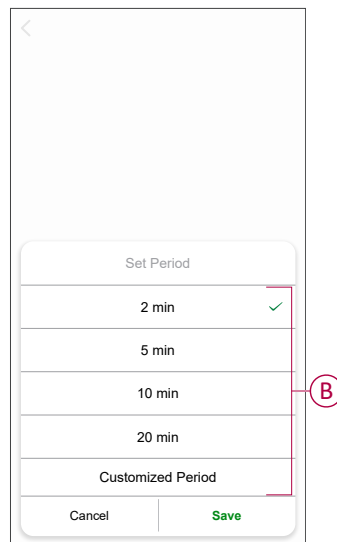 Set Period
2 min
5 min
10 min
B
20 min
Customized Period
Cancel Save